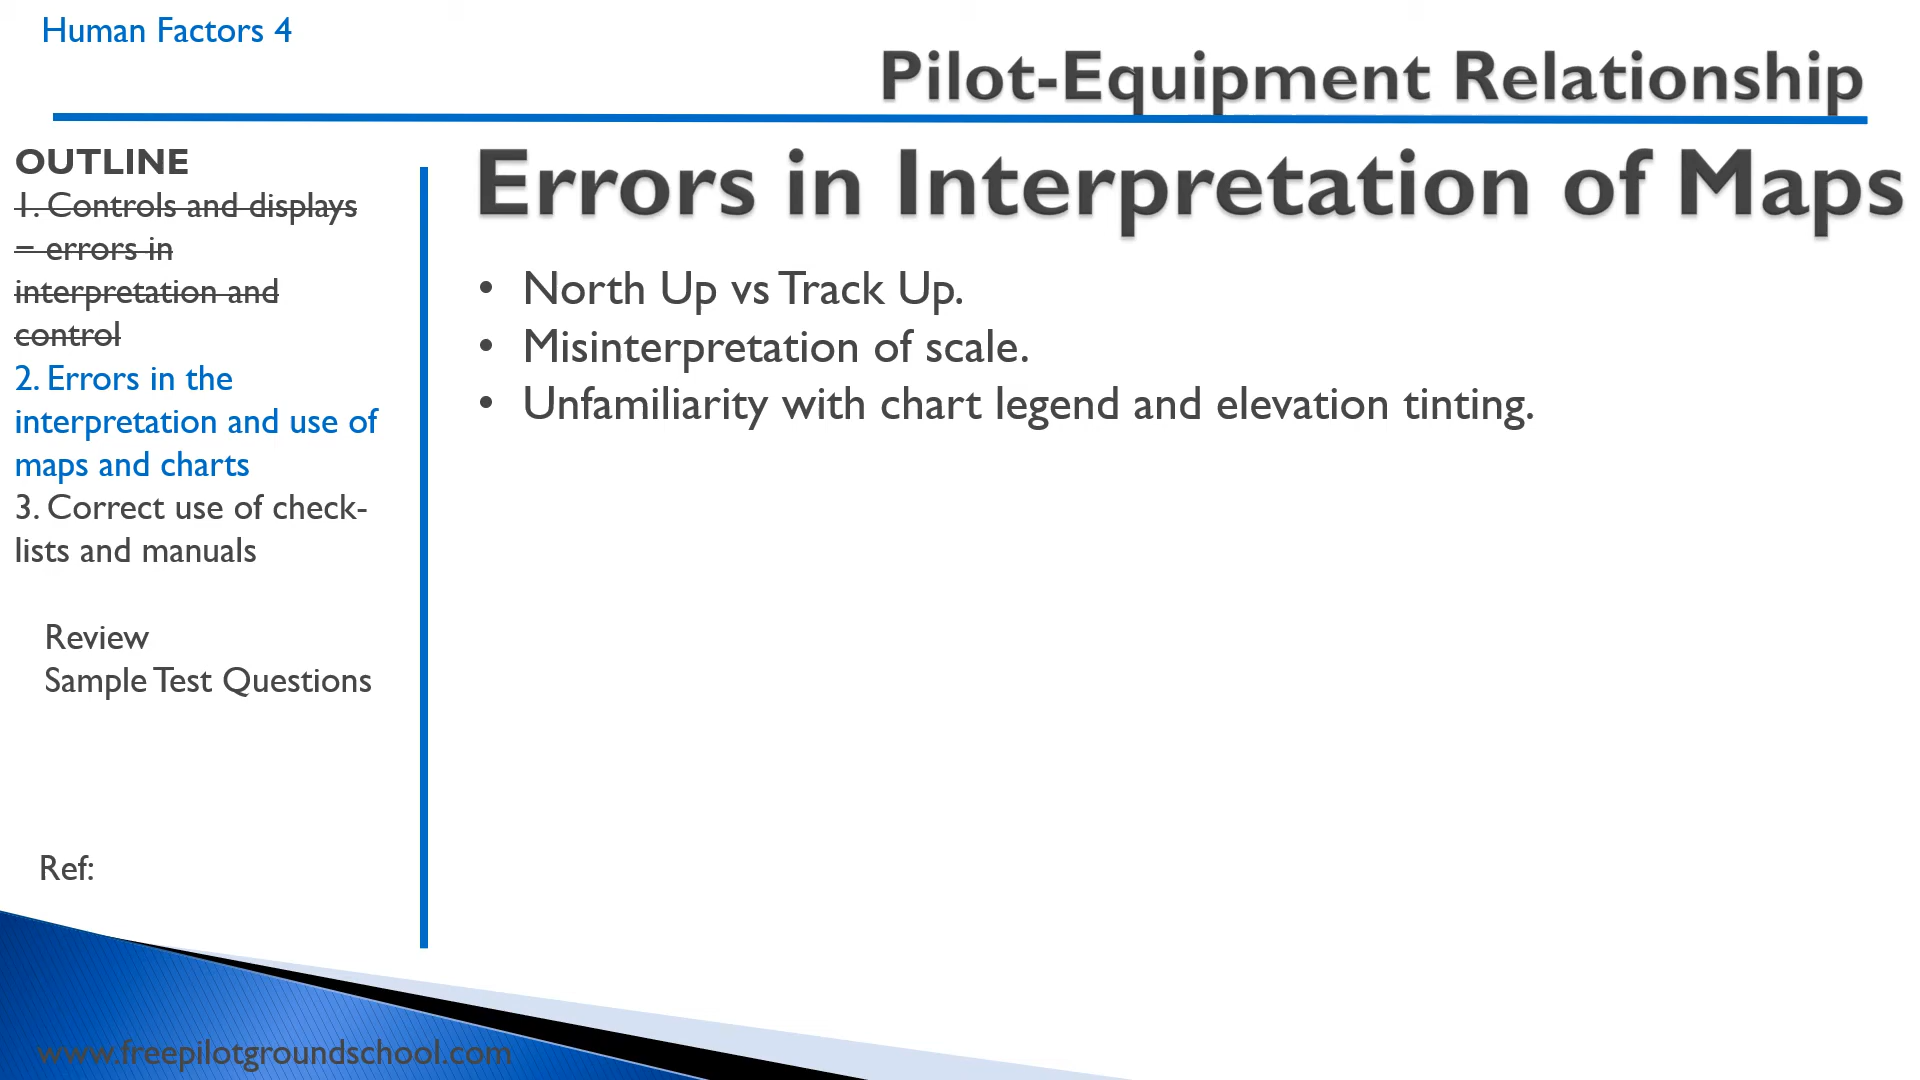 Human Factors 4
Pilot-Equipment Relationship
OUTLINE
1. Controls and displays
– errors in
interpretation and
control
2. Errors in the
interpretation and use of
maps and charts
3. Correct use of check-
lists and manuals
Review
Sample Test Questions
Ref:
Errors in Interpretation of Maps
• North Up vs Track Up.
• Misinterpretation of scale.
• Unfamiliarity with chart legend and elevation tinting.
www.freepilotgroundschool.com